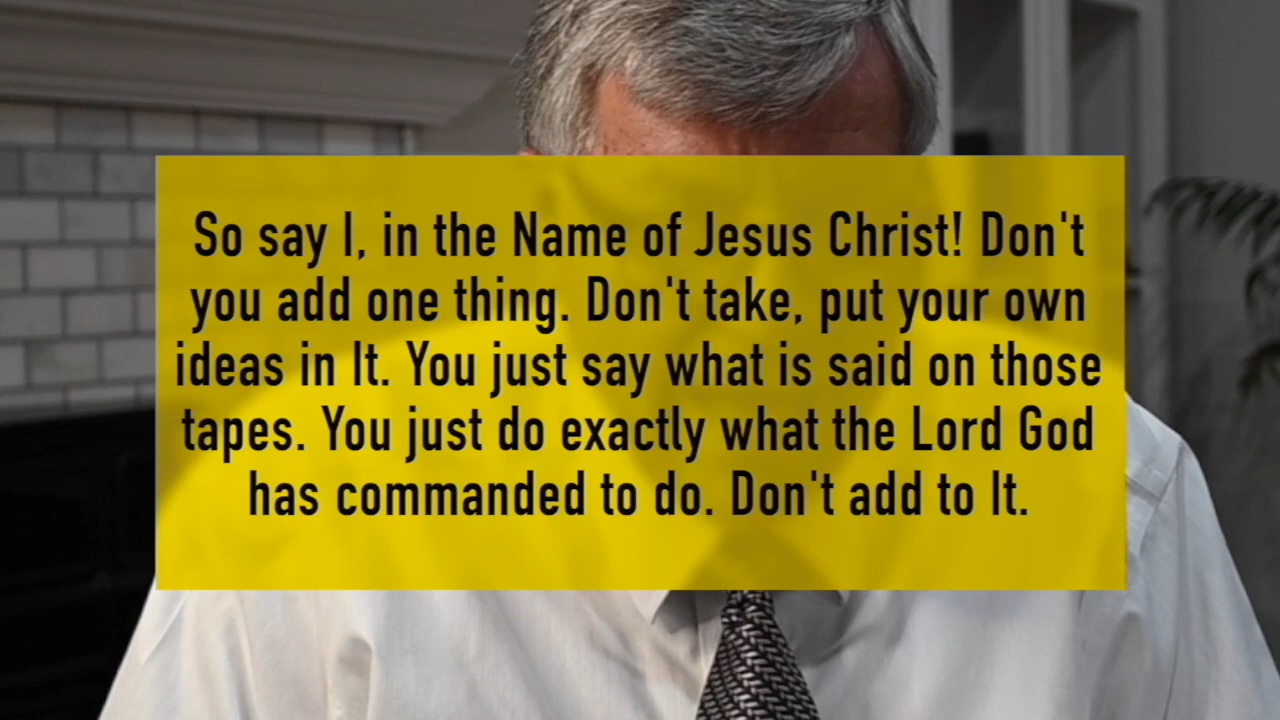 So say I, in the Name of Jesus Christ! Don't
you add one thing. Don't take, put your own
ideas in It. You just say what is said on those
tapes. You just do exactly what the Lord God
has commanded to do. Don't add to It.